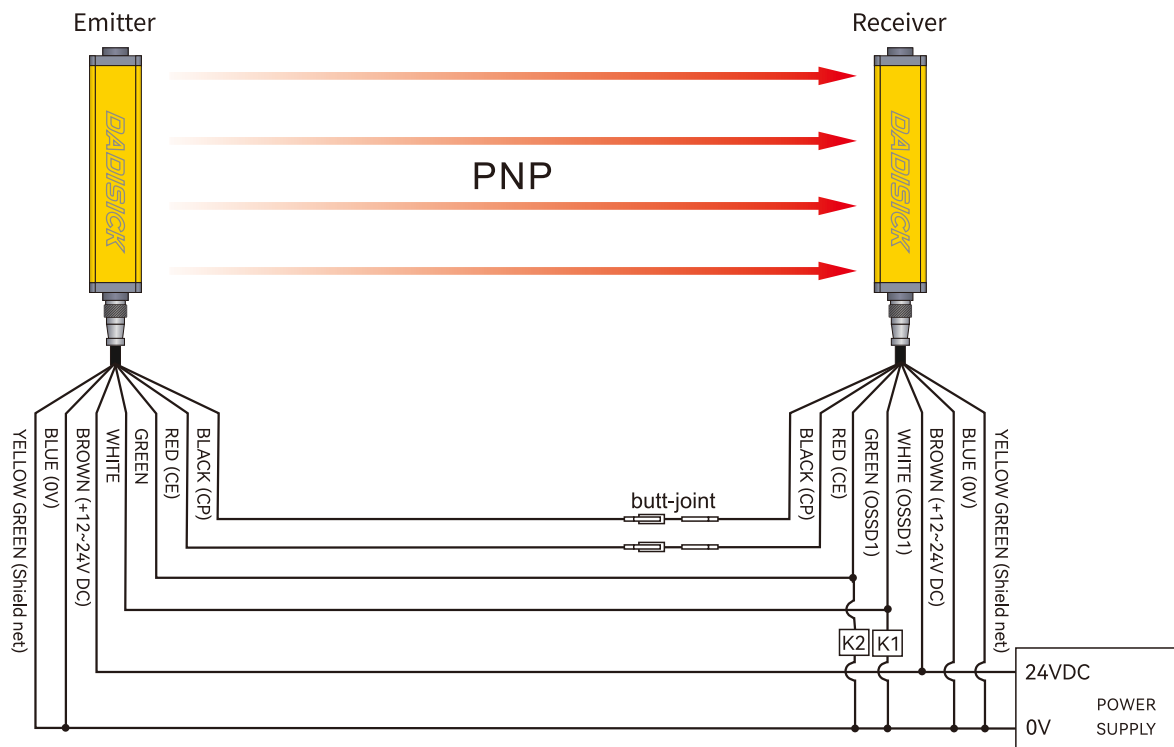 Emitter
Receiver
DADISICK
DADISICK
PNP
YELLOW GREEN (Shield net)
BLUE (0V)
BROWN (+12~24V DC)
WHITE
GREEN
RED (CE)
BLACK (CP)
butt-joint
BLACK (CP)
RED (CE)
GREEN (OSSD1)
WHITE (OSSD1)
BROWN (+12~24V DC)
BLUE (0V)
YELLOW GREEN (Shield net)
K2
K1
24VDC
POWER
SUPPLY
0V